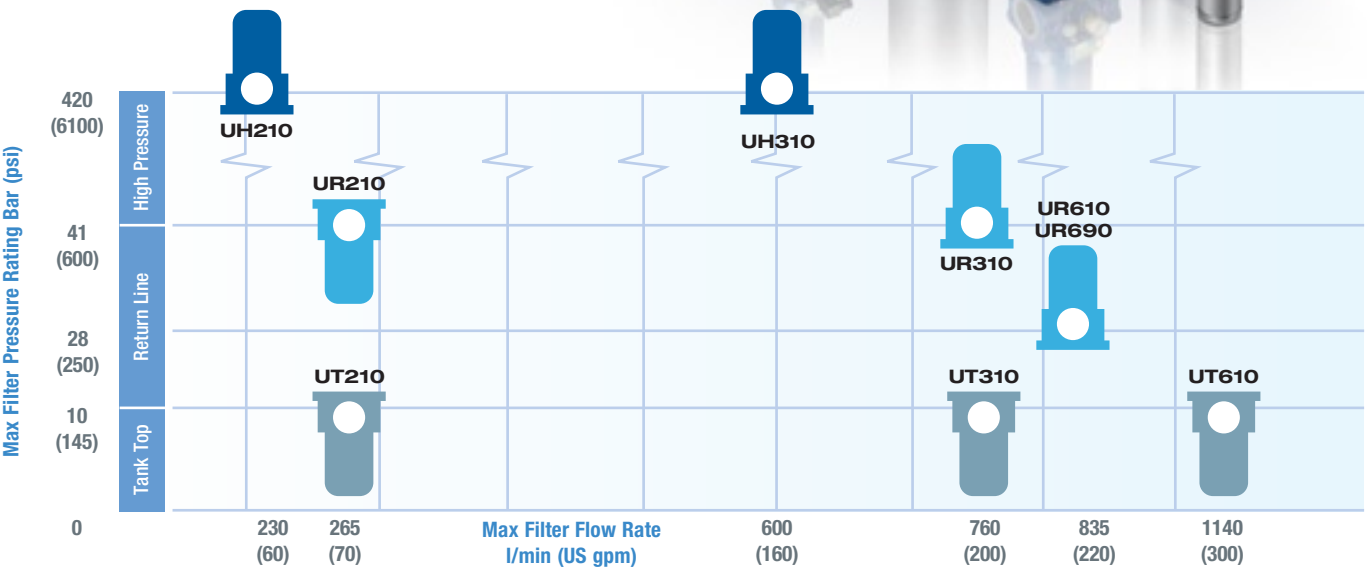 Max Filter Pressure Rating Bar (psi)
420
(6100)
High Pressure
41
(600)
Return Line
28
(250)
10
(145)
Tank Top
0
UH210
UH310
UR210
UR610
UR690
UR310
UT210
UT310
UT610
230
(60)
265
(70)
Max Filter Flow Rate
l/min (US gpm)
600
(160)
760
(200)
835
(220)
1140
(300)